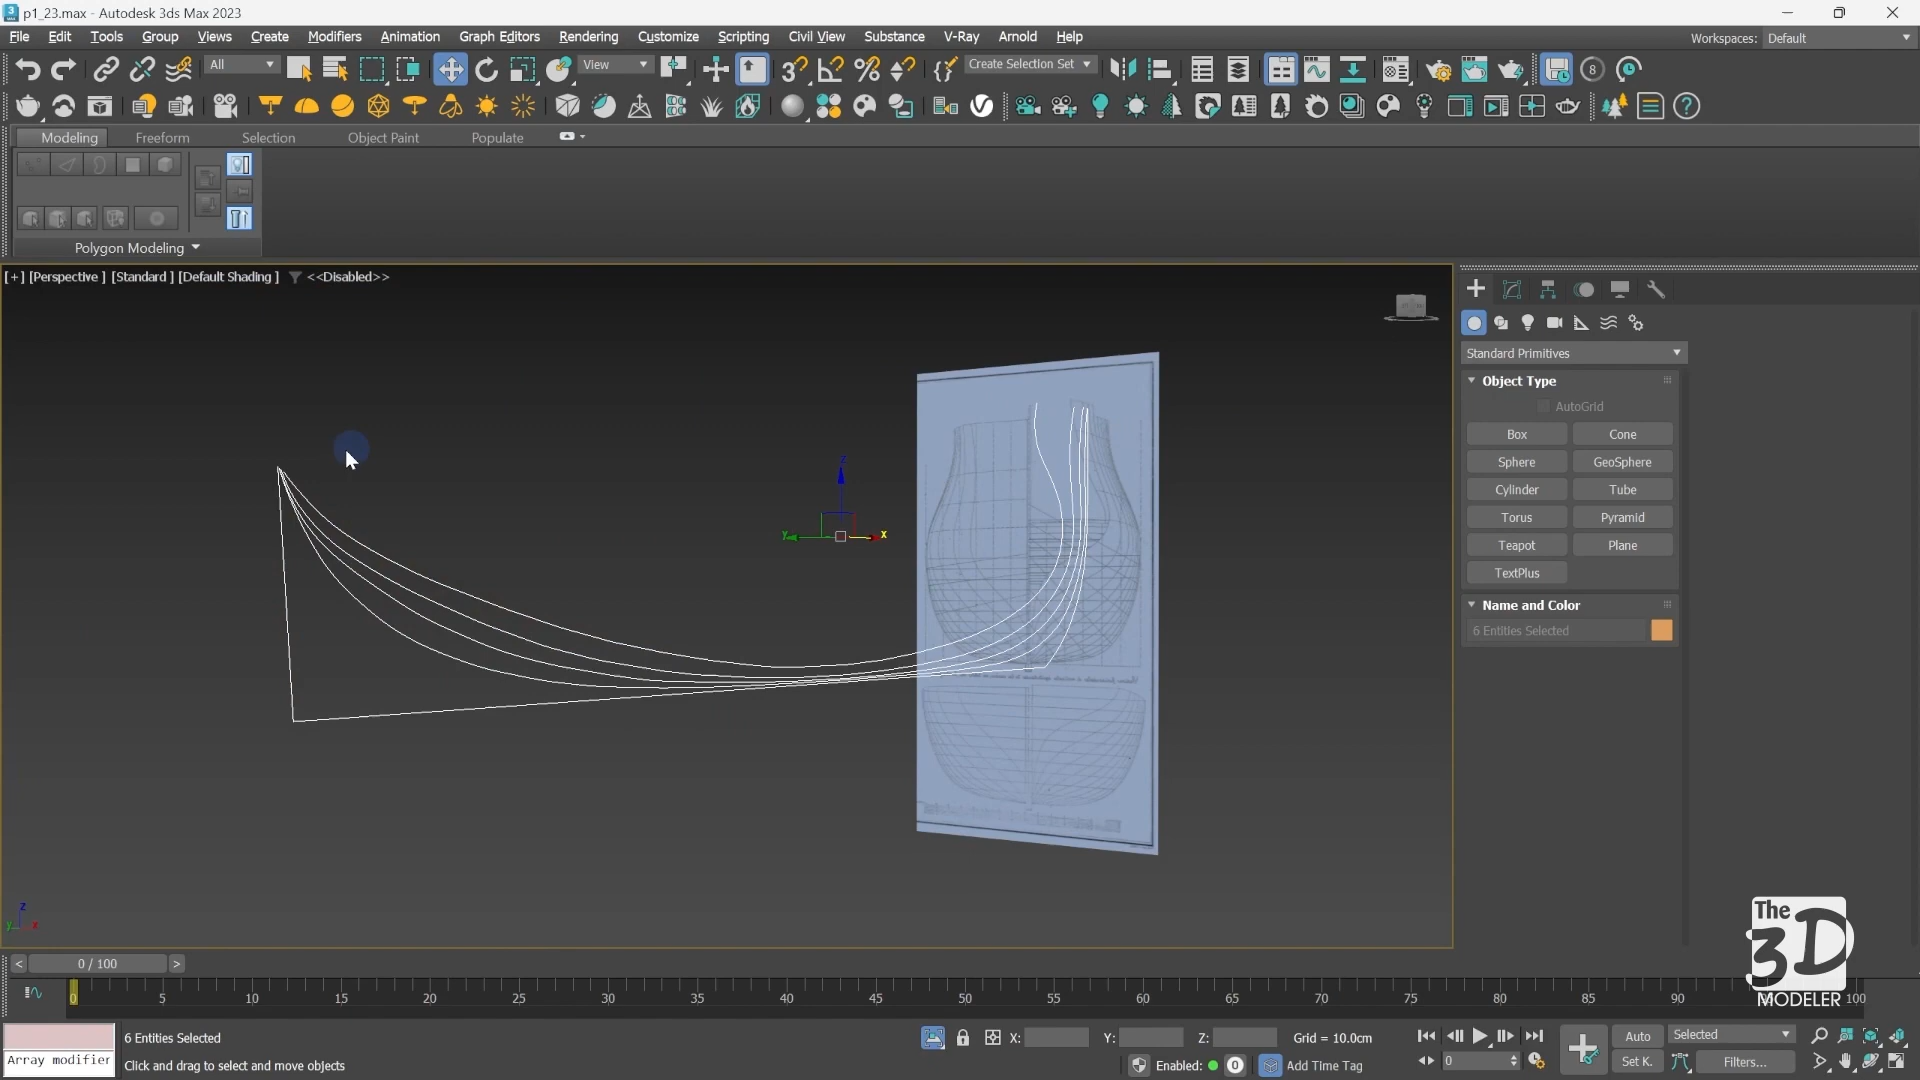 p1_23.max - Autodesk 3ds Max 2023
File Edit Tools Group Views Create Modifiers Animation Graph Editors Rendering Customize Scripting Civil View Substance V-Ray Arnold Help
Workspaces: Default
All
View
Create Selection Set
8
Modeling Freeform Selection Object Paint Populate
Polygon Modeling
[+] [Perspective ] [Standard ] [Default Shading ] <<Disabled>>
Standard Primitives
Object Type
AutoGrid
Box Cone
Sphere GeoSphere
Cylinder Tube
Torus Pyramid
Teapot Plane
TextPlus
Name and Color
6 Entities Selected
z
y x
z
y x
The
3D
MODELER
< 0 / 100 >
0 5 10 15 20 25 30 35 40 45 50 55 60 65 70 75 80 85 90 100
6 Entities Selected
Array modifier
Click and drag to select and move objects
X: Y: Z: Grid = 10.0cm
Enabled: 0 Add Time Tag
0
Auto Selected
Set K. Filters...